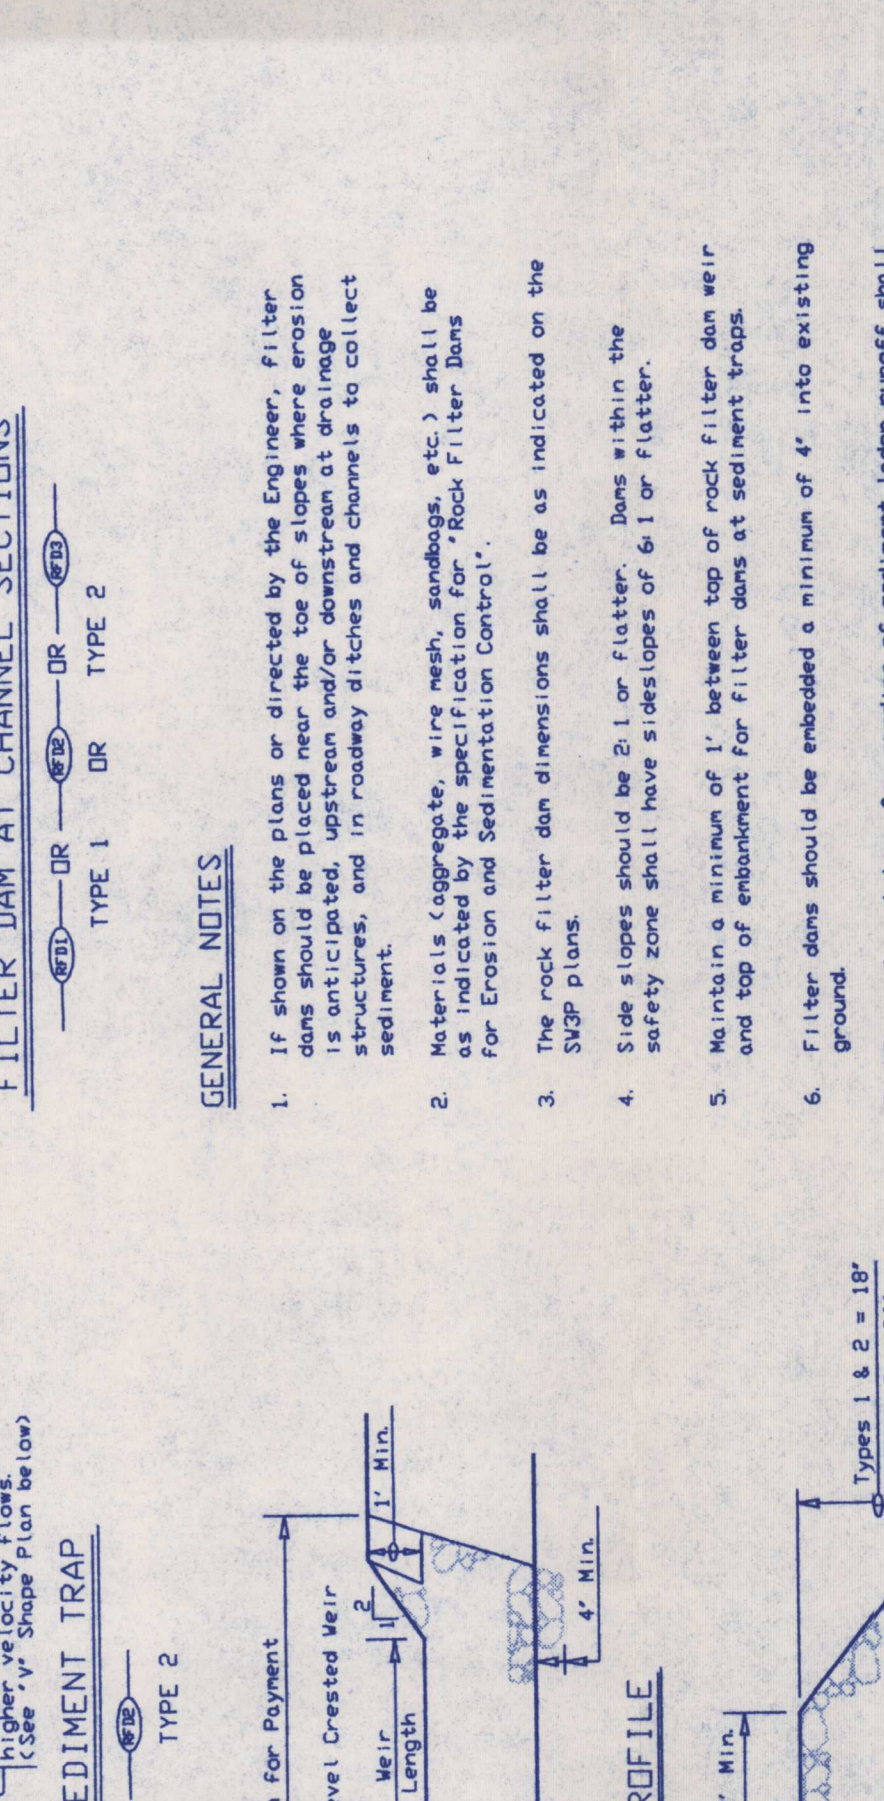 FILTER DAM AT CHANNEL SECTIONS
RFD1 OR RFD2 OR RFD3
TYPE 1 OR TYPE 2
GENERAL NOTES
1. If shown on the plans or directed by the Engineer, filter
dams should be placed near the toe of slopes where erosion
is anticipated, upstream and/or downstream at drainage
structures, and in roadway ditches and channels to collect
sediment.
2. Materials (aggregate, wire mesh, sandbags, etc.) shall be
as indicated by the specification for "Rock Filter Dams
for Erosion and Sedimentation Control".
3. The rock filter dam dimensions shall be as indicated on the
SW3P plans.
4. Side slopes should be 2:1 or flatter. Dams within the
safety zone shall have sideslopes of 6:1 or flatter.
5. Maintain a minimum of 1' between top of rock filter dam weir
and top of embankment for filter dams at sediment traps.
6. Filter dams should be embedded a minimum of 4" into existing
ground.
higher velocity flows.
(See "V" Shape Plan below)
EDIMENT TRAP
RFD2
TYPE 2
for Payment
vel Crested Weir
Weir
Length
2
1
1' Min.
4" Min.
ROFILE
' Min.
Types 1 & 2 = 18"